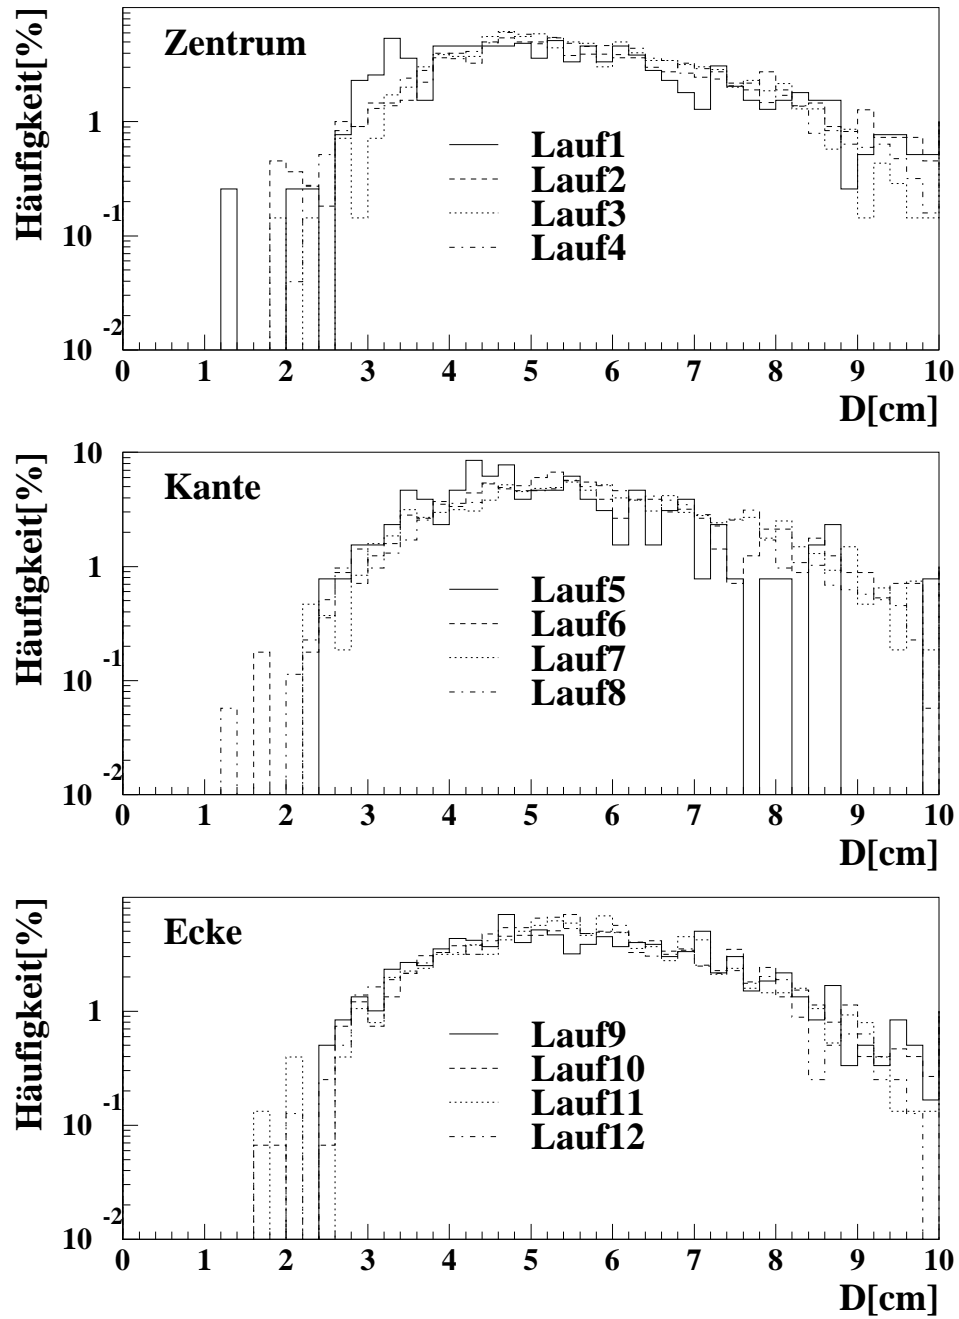 Häufigkeit[%]
Zentrum
1
Lauf1
Lauf2
Lauf3
Lauf4
10 -1
10 -2
0 1 2 3 4 5 6 7 8 9 10
D[cm]
Häufigkeit[%]
10
Kante
1
Lauf5
Lauf6
Lauf7
Lauf8
10 -1
10 -2
0 1 2 3 4 5 6 7 8 9 10
D[cm]
Häufigkeit[%]
Ecke
1
Lauf9
Lauf10
Lauf11
Lauf12
10 -1
10 -2
0 1 2 3 4 5 6 7 8 9 10
D[cm]